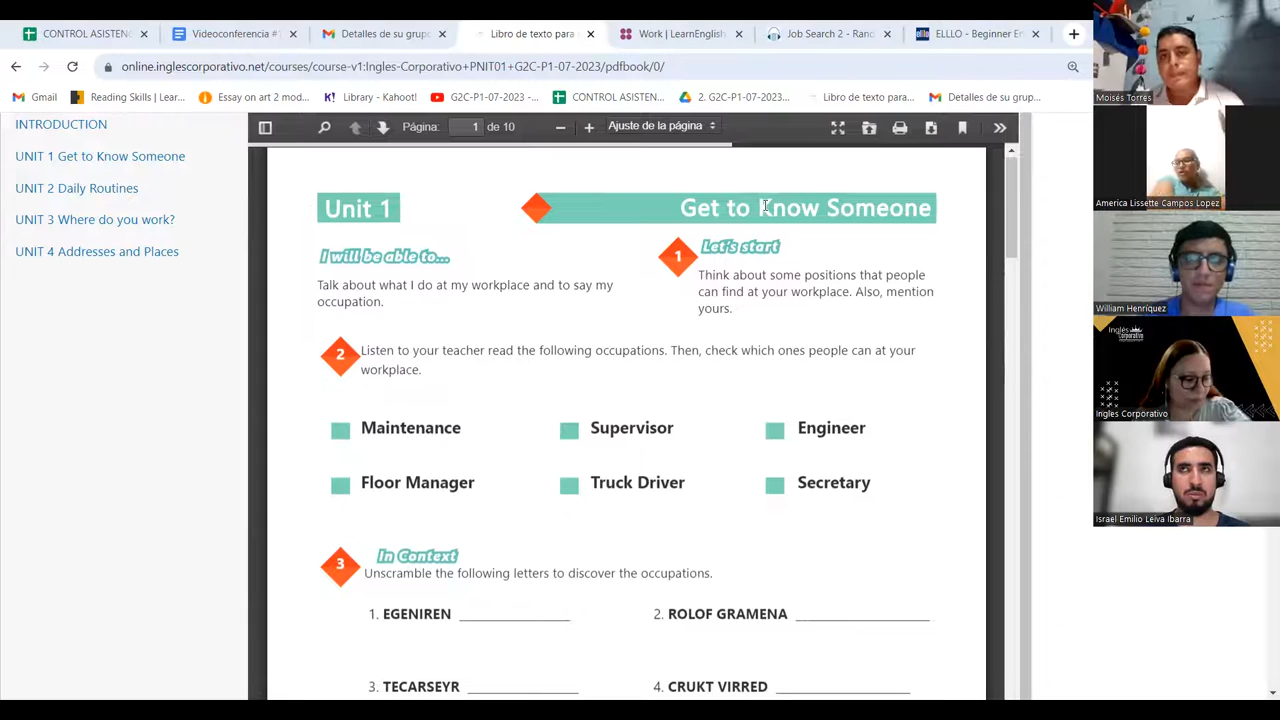 CONTROL ASISTENC
Videoconferencia #
Detalles de su grupo
Libro de texto para
Work | LearnEnglish
Job Search 2 - Ran
ELLLO - Beginner En
online.inglescorporativo.net/courses/course-v1:Ingles-Corporativo+PNIT01+G2C-P1-07-2023/pdfbook/0/
Gmail
Reading Skills | Lear...
Essay on art 2 mod...
Library - Kahoot!
G2C-P1-07-2023 -...
CONTROL ASISTEN...
2. G2C-P1-07-2023...
Libro de texto para...
Detalles de su grup...
INTRODUCTION
UNIT 1 Get to Know Someone
UNIT 2 Daily Routines
UNIT 3 Where do you work?
UNIT 4 Addresses and Places
Página: 1 de 10
Ajuste de la página
Unit 1
Get to Know Someone
I will be able to...
Talk about what I do at my workplace and to say my
occupation.
1
Let's start
Think about some positions that people
can find at your workplace. Also, mention
yours.
2
Listen to your teacher read the following occupations. Then, check which ones people can at your
workplace.
Maintenance
Supervisor
Engineer
Floor Manager
Truck Driver
Secretary
3
In Context
Unscramble the following letters to discover the occupations.
1. EGENIREN
2. ROLOF GRAMENA
3. TECARSEYR
4. CRUKT VIRRED
Moisés Torres
America Lissette Campos Lopez
William Henríquez
Inglés
Corporativo
Ingles Corporativo
Israel Emilio Leiva Ibarra